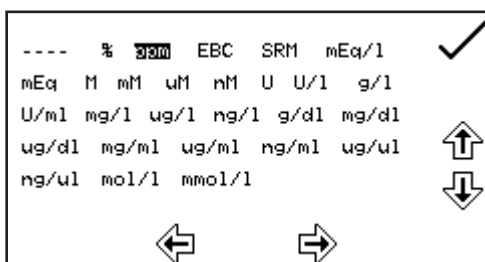 ---- % ppm EBC SRM mEq/l
mEq M mM uM nM U U/l g/l
U/ml mg/l ug/l ng/l g/dl mg/dl
ug/dl mg/ml ug/ml ng/ml ug/ul
ng/ul mol/l mmol/l